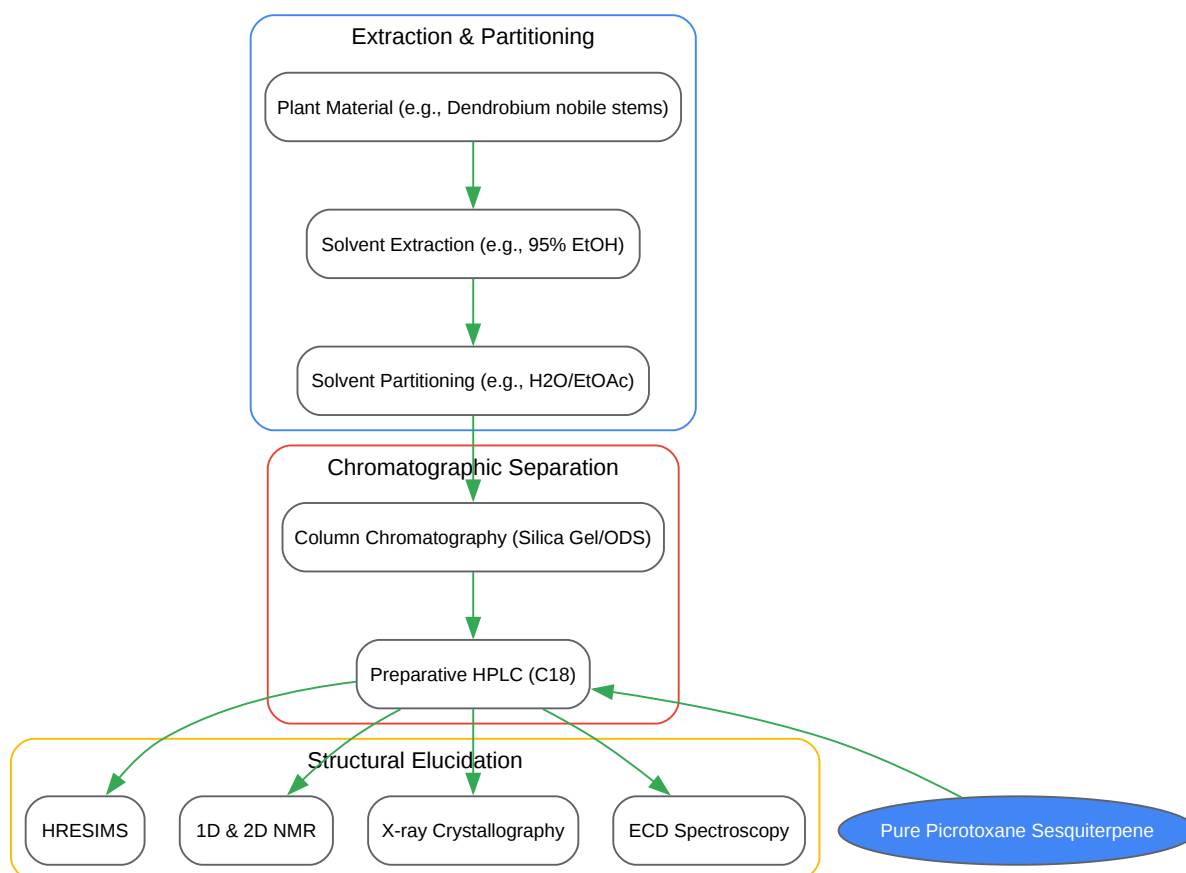 Extraction & Partitioning
Plant Material (e.g., Dendrobium nobile stems)
Solvent Extraction (e.g., 95% EtOH)
Solvent Partitioning (e.g., H2O/EtOAc)
Chromatographic Separation
Column Chromatography (Silica Gel/ODS)
Preparative HPLC (C18)
Structural Elucidation
HRESIMS
1D & 2D NMR
X-ray Crystallography
ECD Spectroscopy
Pure Picrotoxane Sesquiterpene